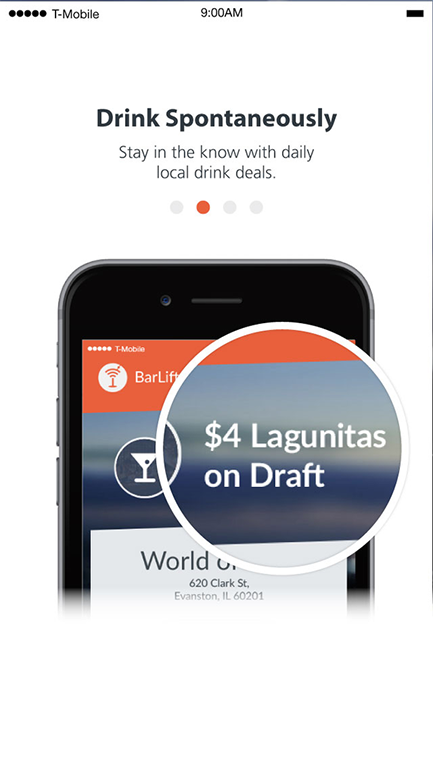 T-Mobile 9:00AM
Drink Spontaneously
Stay in the know with daily
local drink deals.
T-Mobile
BarLift
$4 Lagunitas
on Draft
World o
620 Clark St,
Evanston, IL 60201